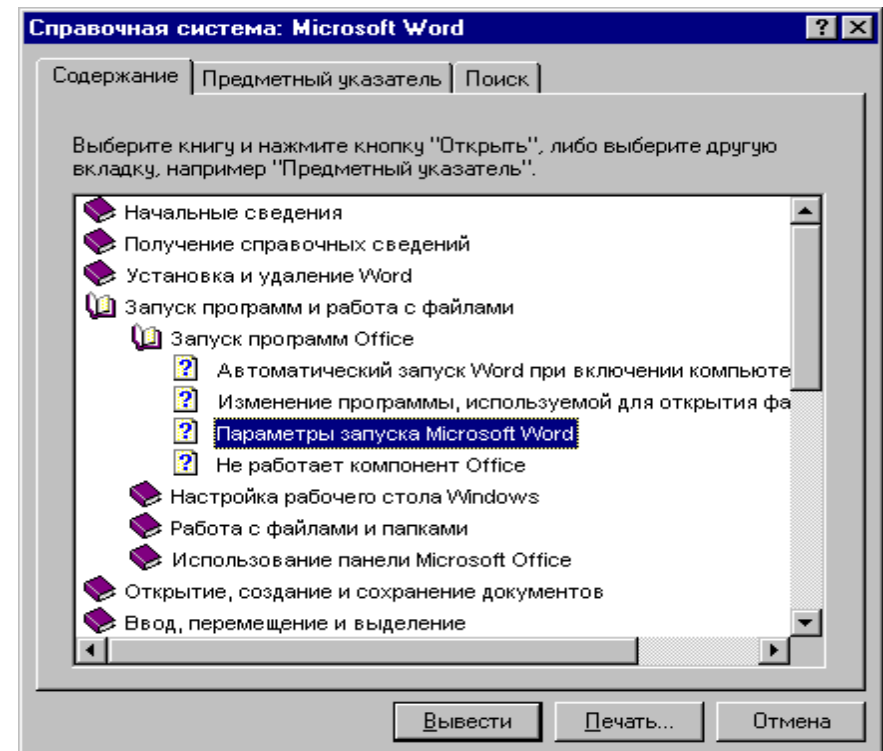 Справочная система: Microsoft Word
Содержание Предметный указатель Поиск
Выберите книгу и нажмите кнопку "Открыть", либо выберите другую
вкладку, например "Предметный указатель".
Начальные сведения
Получение справочных сведений
Установка и удаление Word
Запуск программ и работа с файлами
Запуск программ Office
? Автоматический запуск Word при включении компьюте
? Изменение программы, используемой для открытия фа
? Параметры запуска Microsoft Word
? Не работает компонент Office
Настройка рабочего стола Windows
Работа с файлами и папками
Использование панели Microsoft Office
Открытие, создание и сохранение документов
Ввод, перемещение и выделение
Вывести Печать... Отмена